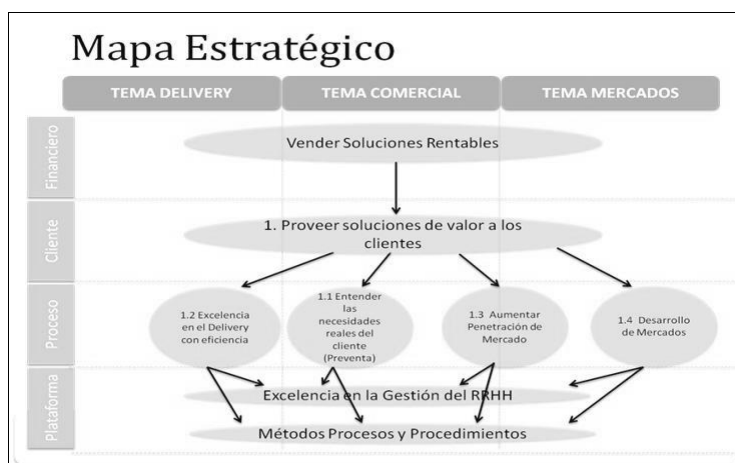 Mapa Estratégico
TEMA DELIVERY
TEMA COMERCIAL
TEMA MERCADOS
Financiero
Vender Soluciones Rentables
Cliente
1. Proveer soluciones de valor a los
clientes
Proceso
1.2 Excelencia
en el Delivery
con eficiencia
1.1 Entender
las
necesidades
reales del
cliente
(Preventa)
1.3 Aumentar
Penetración de
Mercado
1.4 Desarrollo
de Mercados
Plataforma
Excelencia en la Gestión del RRHH
Métodos Procesos y Procedimientos